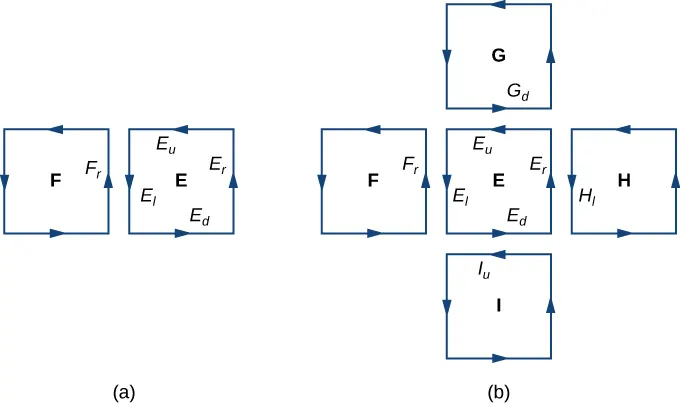 G
G_d
E_u
F
F_r
E_l
E
E_r
E_d
F
F_r
E_u
E_l
E
E_r
E_d
H_l
H
I_u
I
(a)
(b)